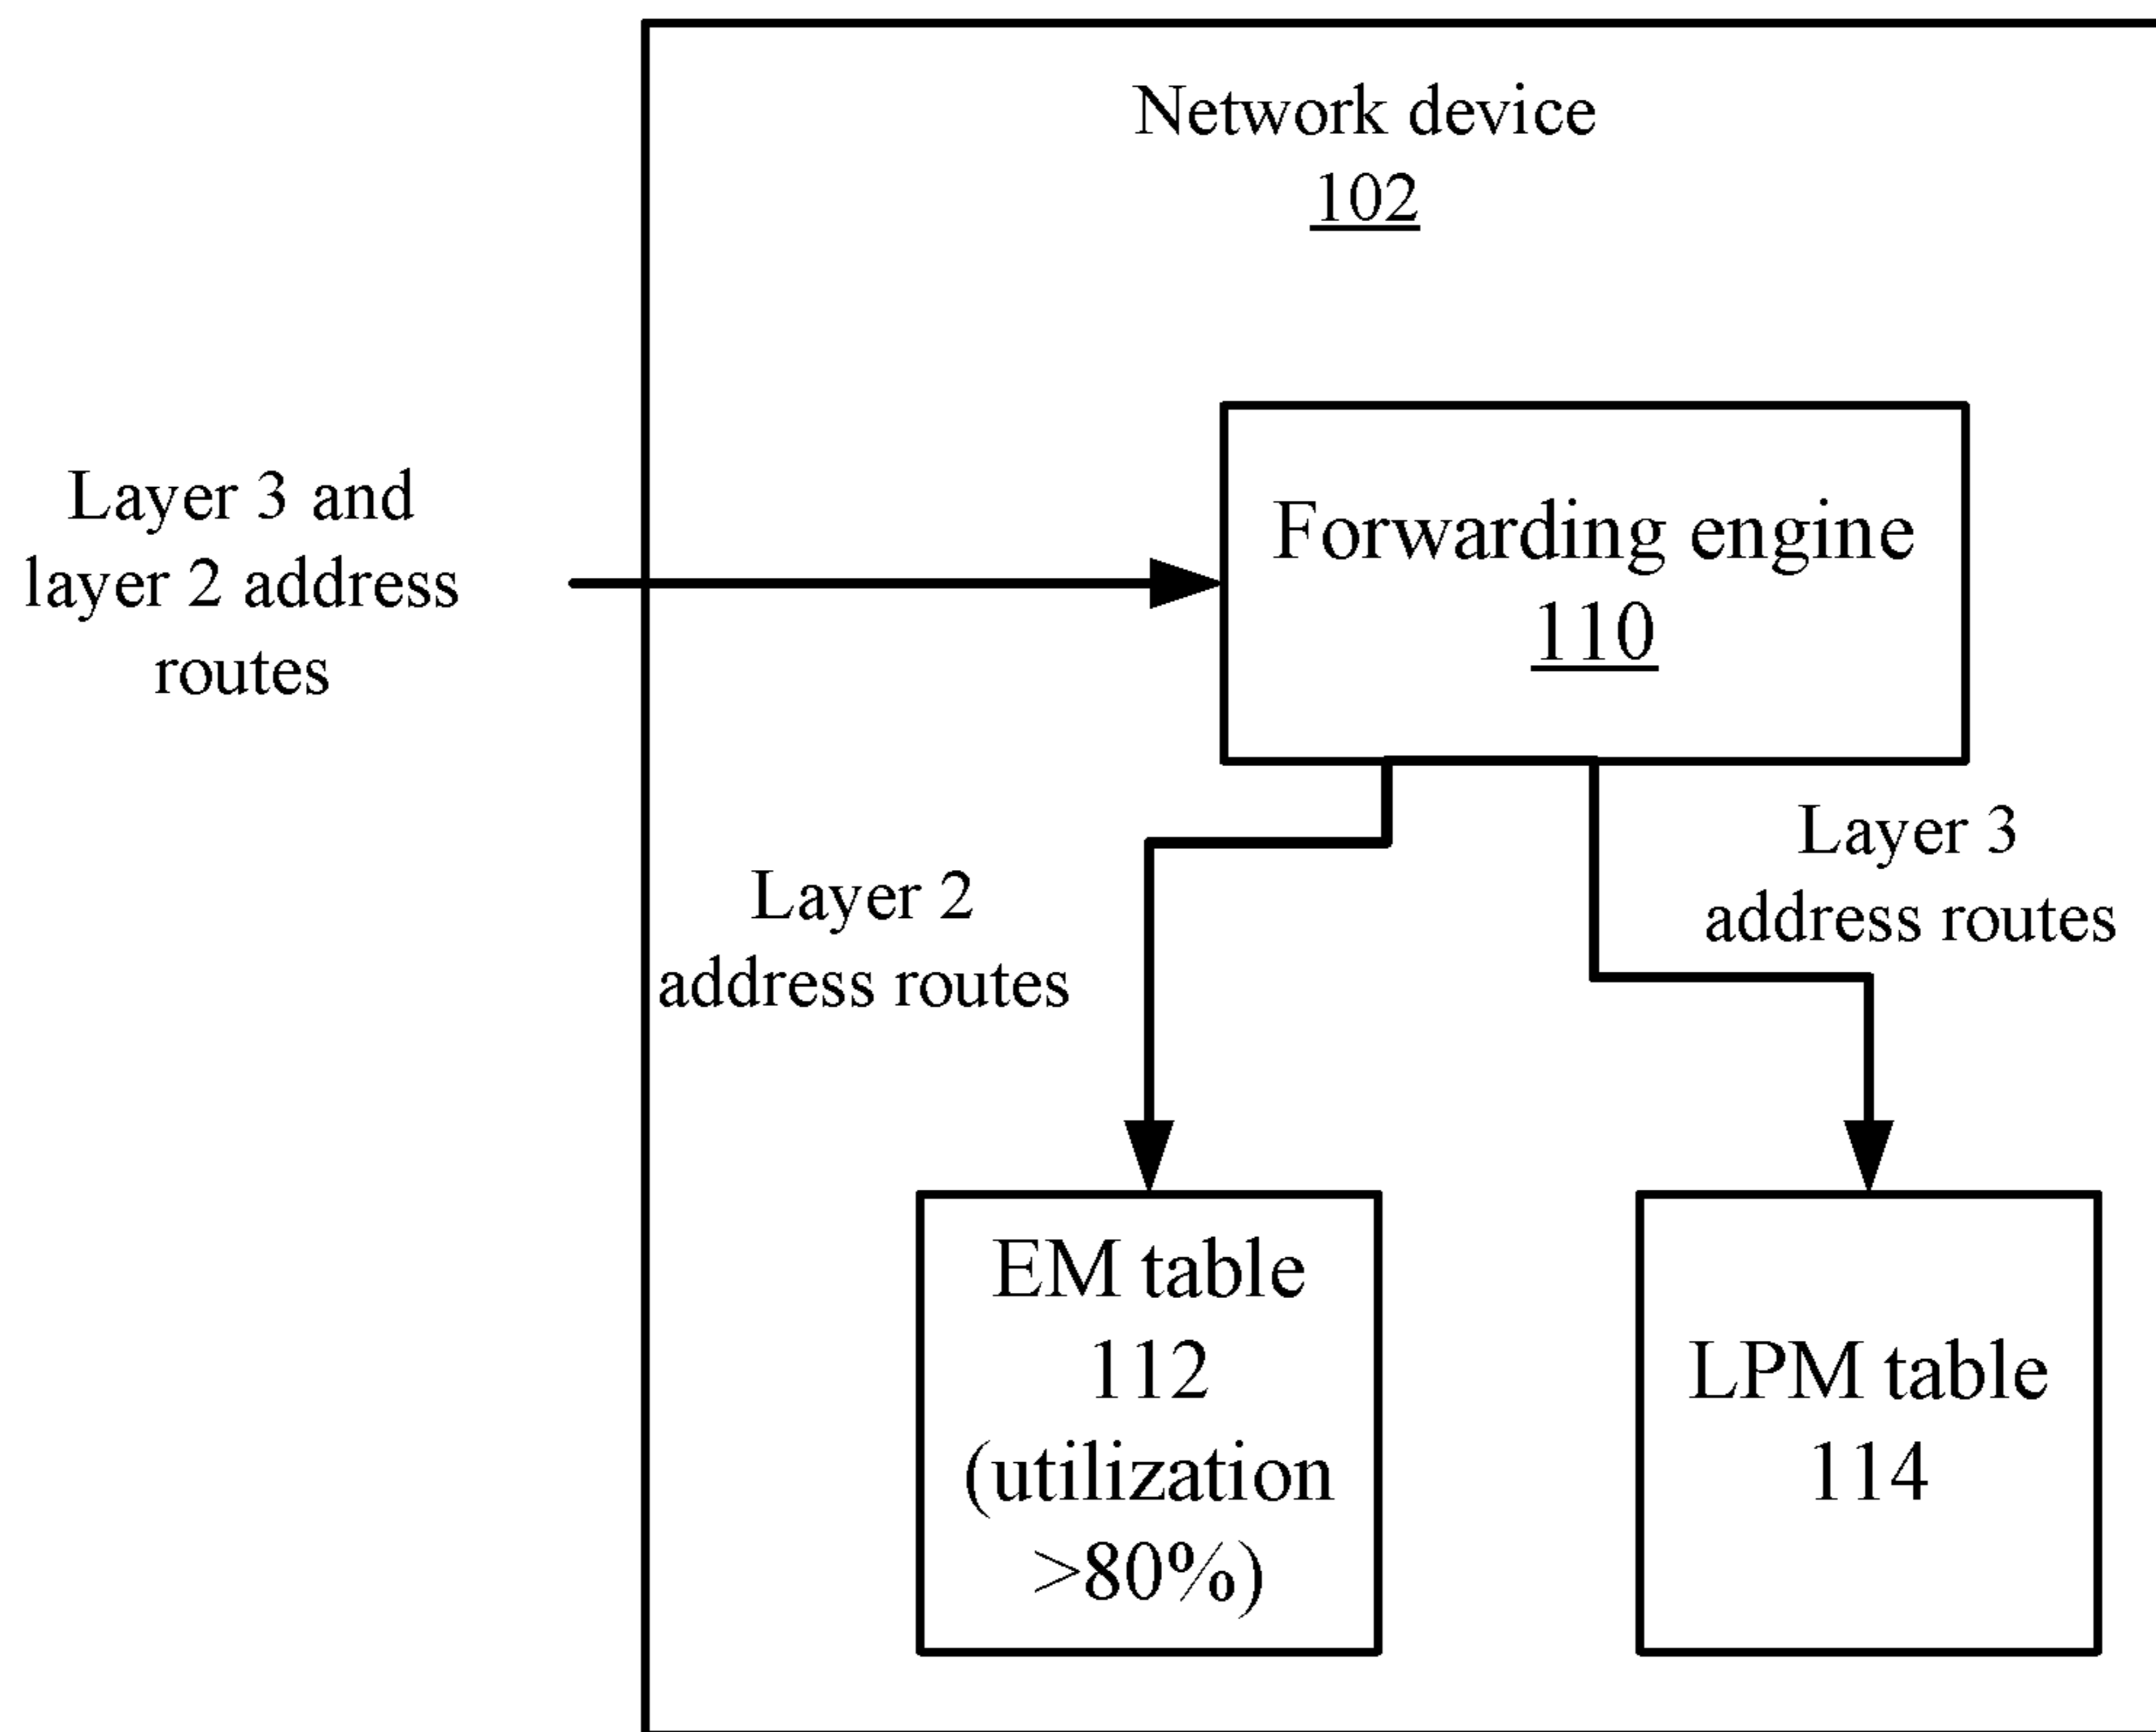 Network device
102
Layer 3 and
layer 2 address
routes
Forwarding engine
110
Layer 2
address routes
Layer 3
address routes
EM table
112
(utilization
>80%)
LPM table
114